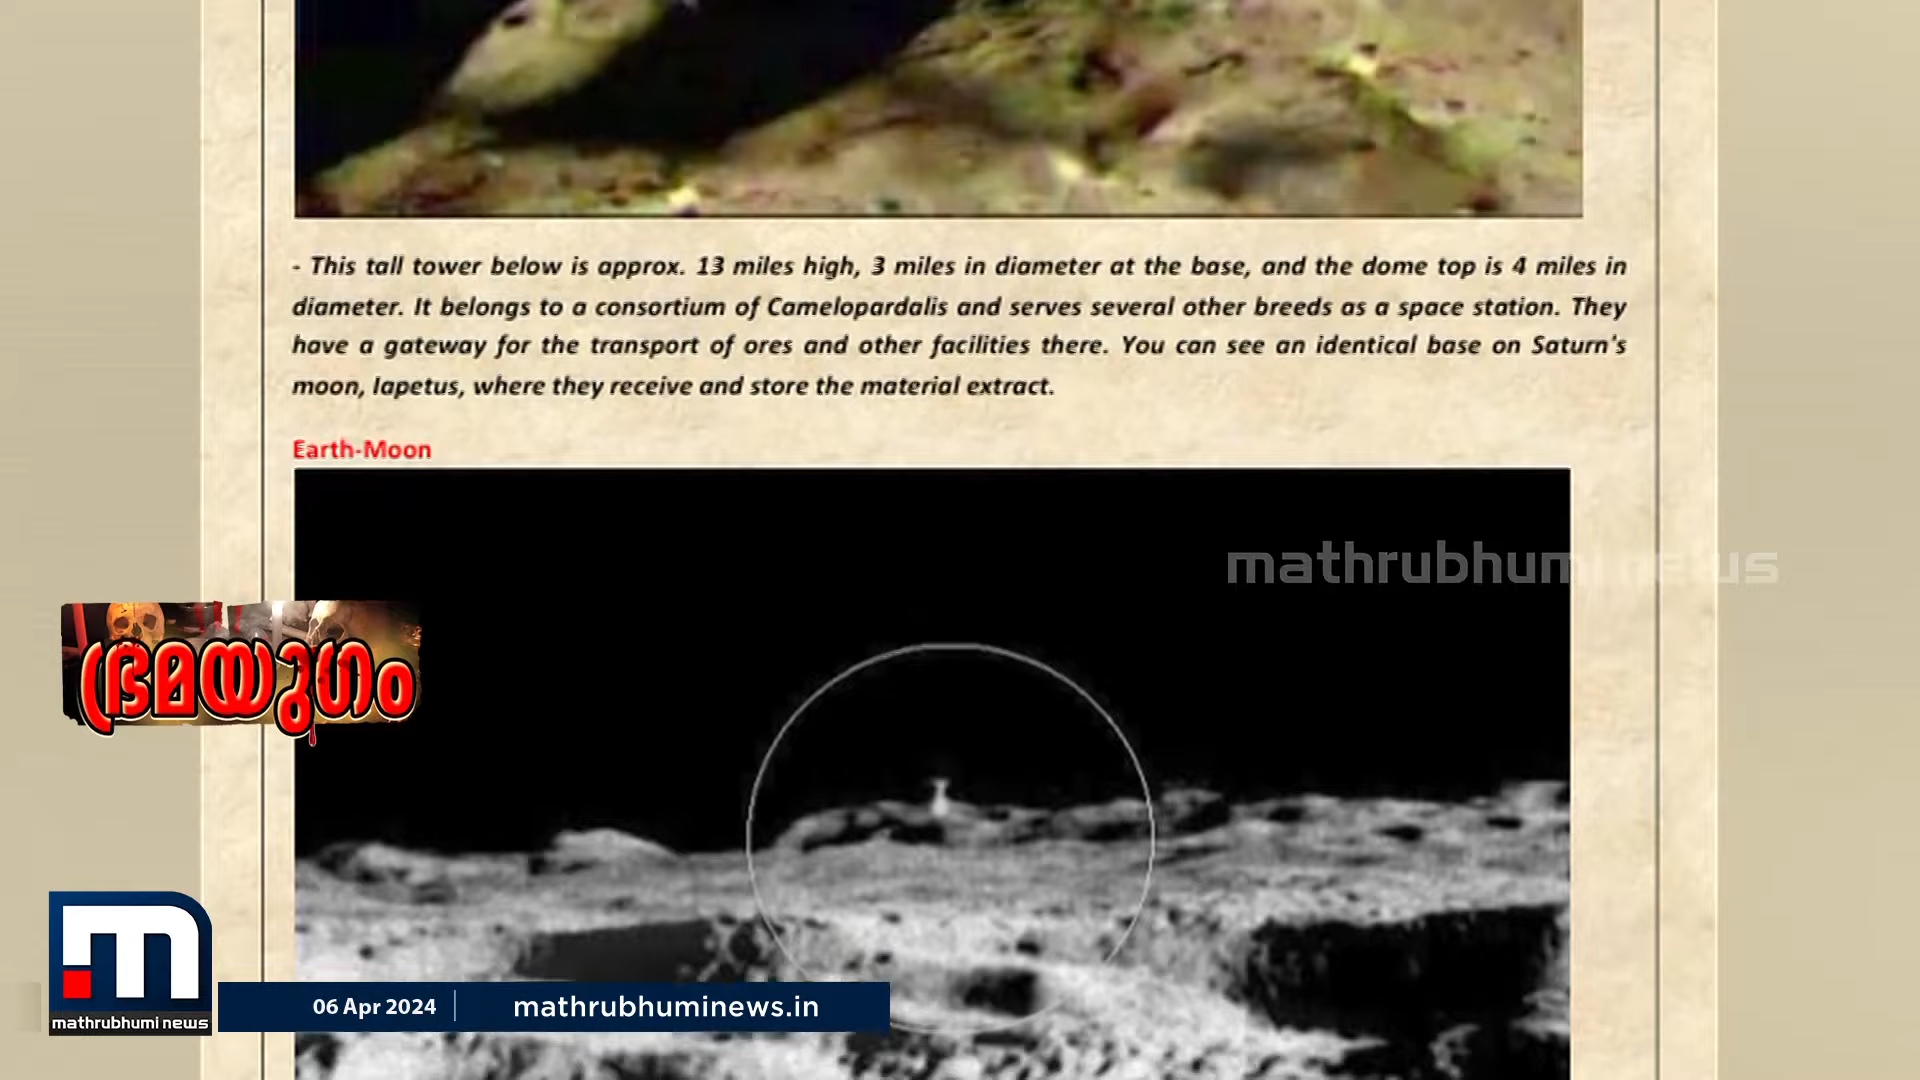 - This tall tower below is approx. 13 miles high, 3 miles in diameter at the base, and the dome top is 4 miles in
diameter. It belongs to a consortium of Camelopardalis and serves several other breeds as a space station. They
have a gateway for the transport of ores and other facilities there. You can see an identical base on Saturn's
moon, Iapetus, where they receive and store the material extract.
Earth-Moon
mathrubhumi news
ഭ്രമയുഗം
mathrubhumi news
06 Apr 2024
mathrubhuminews.in